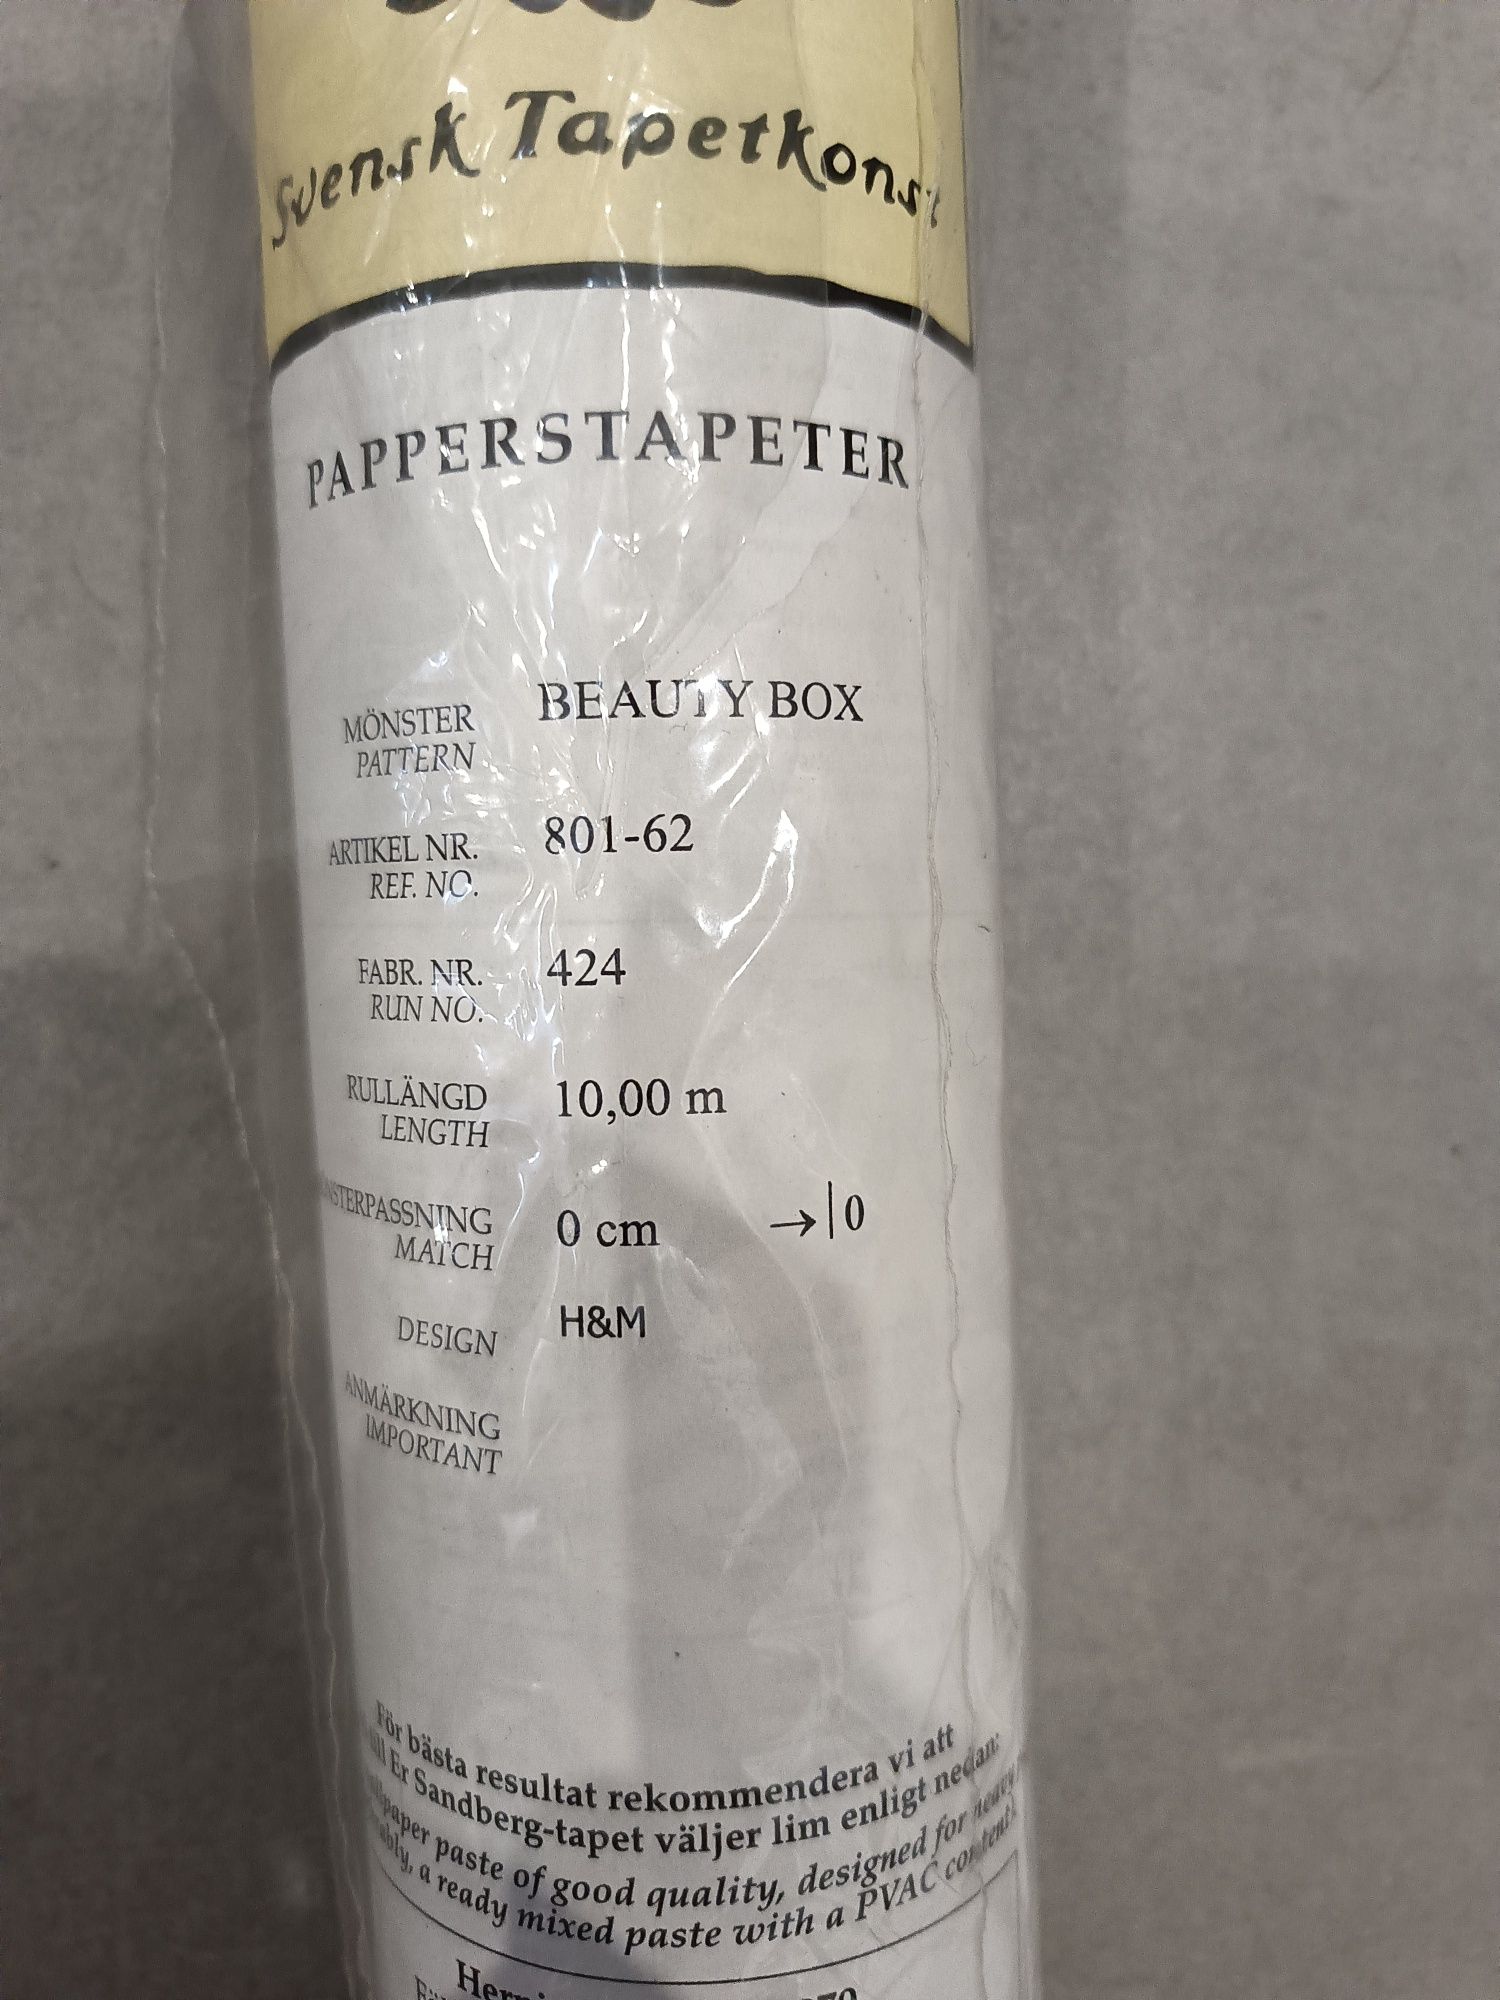 Svensk Tapetkonst
PAPPERSTAPETER
MÖNSTER BEAUTY BOX
PATTERN
ARTIKEL NR. 801-62
REF. NO.
FABR. NR. 424
RUN NO.
RULLÄNGD 10,00 m
LENGTH
NSTERPASSNING 0 cm →|0
MATCH
DESIGN H&M
ANMÄRKNING
IMPORTANT
För bästa resultat rekommendera vi att
Er Sandberg-tapet väljer lim enligt nedan:
paper paste of good quality, designed for heavy
a ready mixed paste with a PVAC content